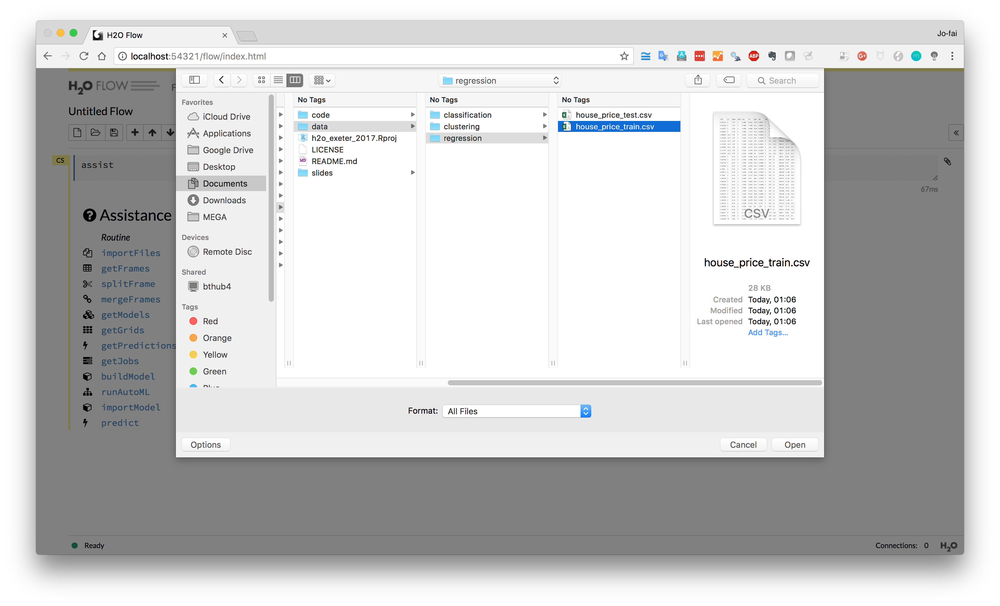 H2O Flow
Jo-fai
localhost:54321/flow/index.html
ABP
H2O FLOW
F
regression
Search
Untitled Flow
Favorites
iCloud Drive
Applications
Google Drive
Desktop
Documents
Downloads
MEGA
Devices
Remote Disc
Shared
bthub4
Tags
Red
Orange
Yellow
Green
Blue
No Tags
code
data
h2o_exeter_2017.Rproj
LICENSE
MD
README.md
slides
No Tags
classification
clustering
regression
No Tags
house_price_test.csv
house_price_train.csv
CSV
house_price_train.csv
28 KB
Created Today, 01:06
Modified Today, 01:06
Last opened Today, 01:06
Add Tags...
CS
assist
67ms
Assistance
Routine
importFiles
getFrames
splitFrame
mergeFrames
getModels
getGrids
getPredictions
getJobs
buildModel
runAutoML
importModel
predict
Format: All Files
Options
Cancel
Open
Ready
Connections: 0
H2O